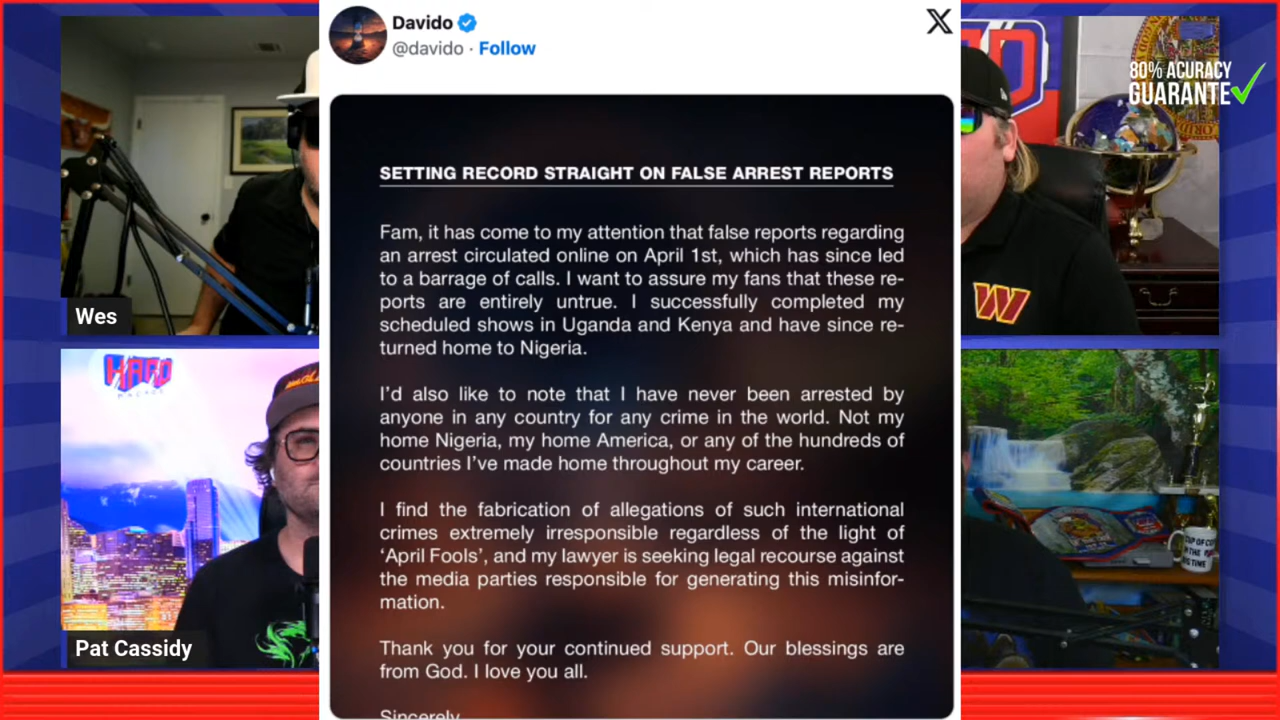 Davido
@davido · Follow
SETTING RECORD STRAIGHT ON FALSE ARREST REPORTS
Fam, it has come to my attention that false reports regarding
an arrest circulated online on April 1st, which has since led
to a barrage of calls. I want to assure my fans that these re-
ports are entirely untrue. I successfully completed my
scheduled shows in Uganda and Kenya and have since re-
turned home to Nigeria.
I'd also like to note that I have never been arrested by
anyone in any country for any crime in the world. Not my
home Nigeria, my home America, or any of the hundreds of
countries I've made home throughout my career.
I find the fabrication of allegations of such international
crimes extremely irresponsible regardless of the light of
‘April Fools’, and my lawyer is seeking legal recourse against
the media parties responsible for generating this misinfor-
mation.
Thank you for your continued support. Our blessings are
from God. I love you all.
Sincerely
80% ACURACY
GUARANTE
Wes
HARD
Pat Cassidy
W